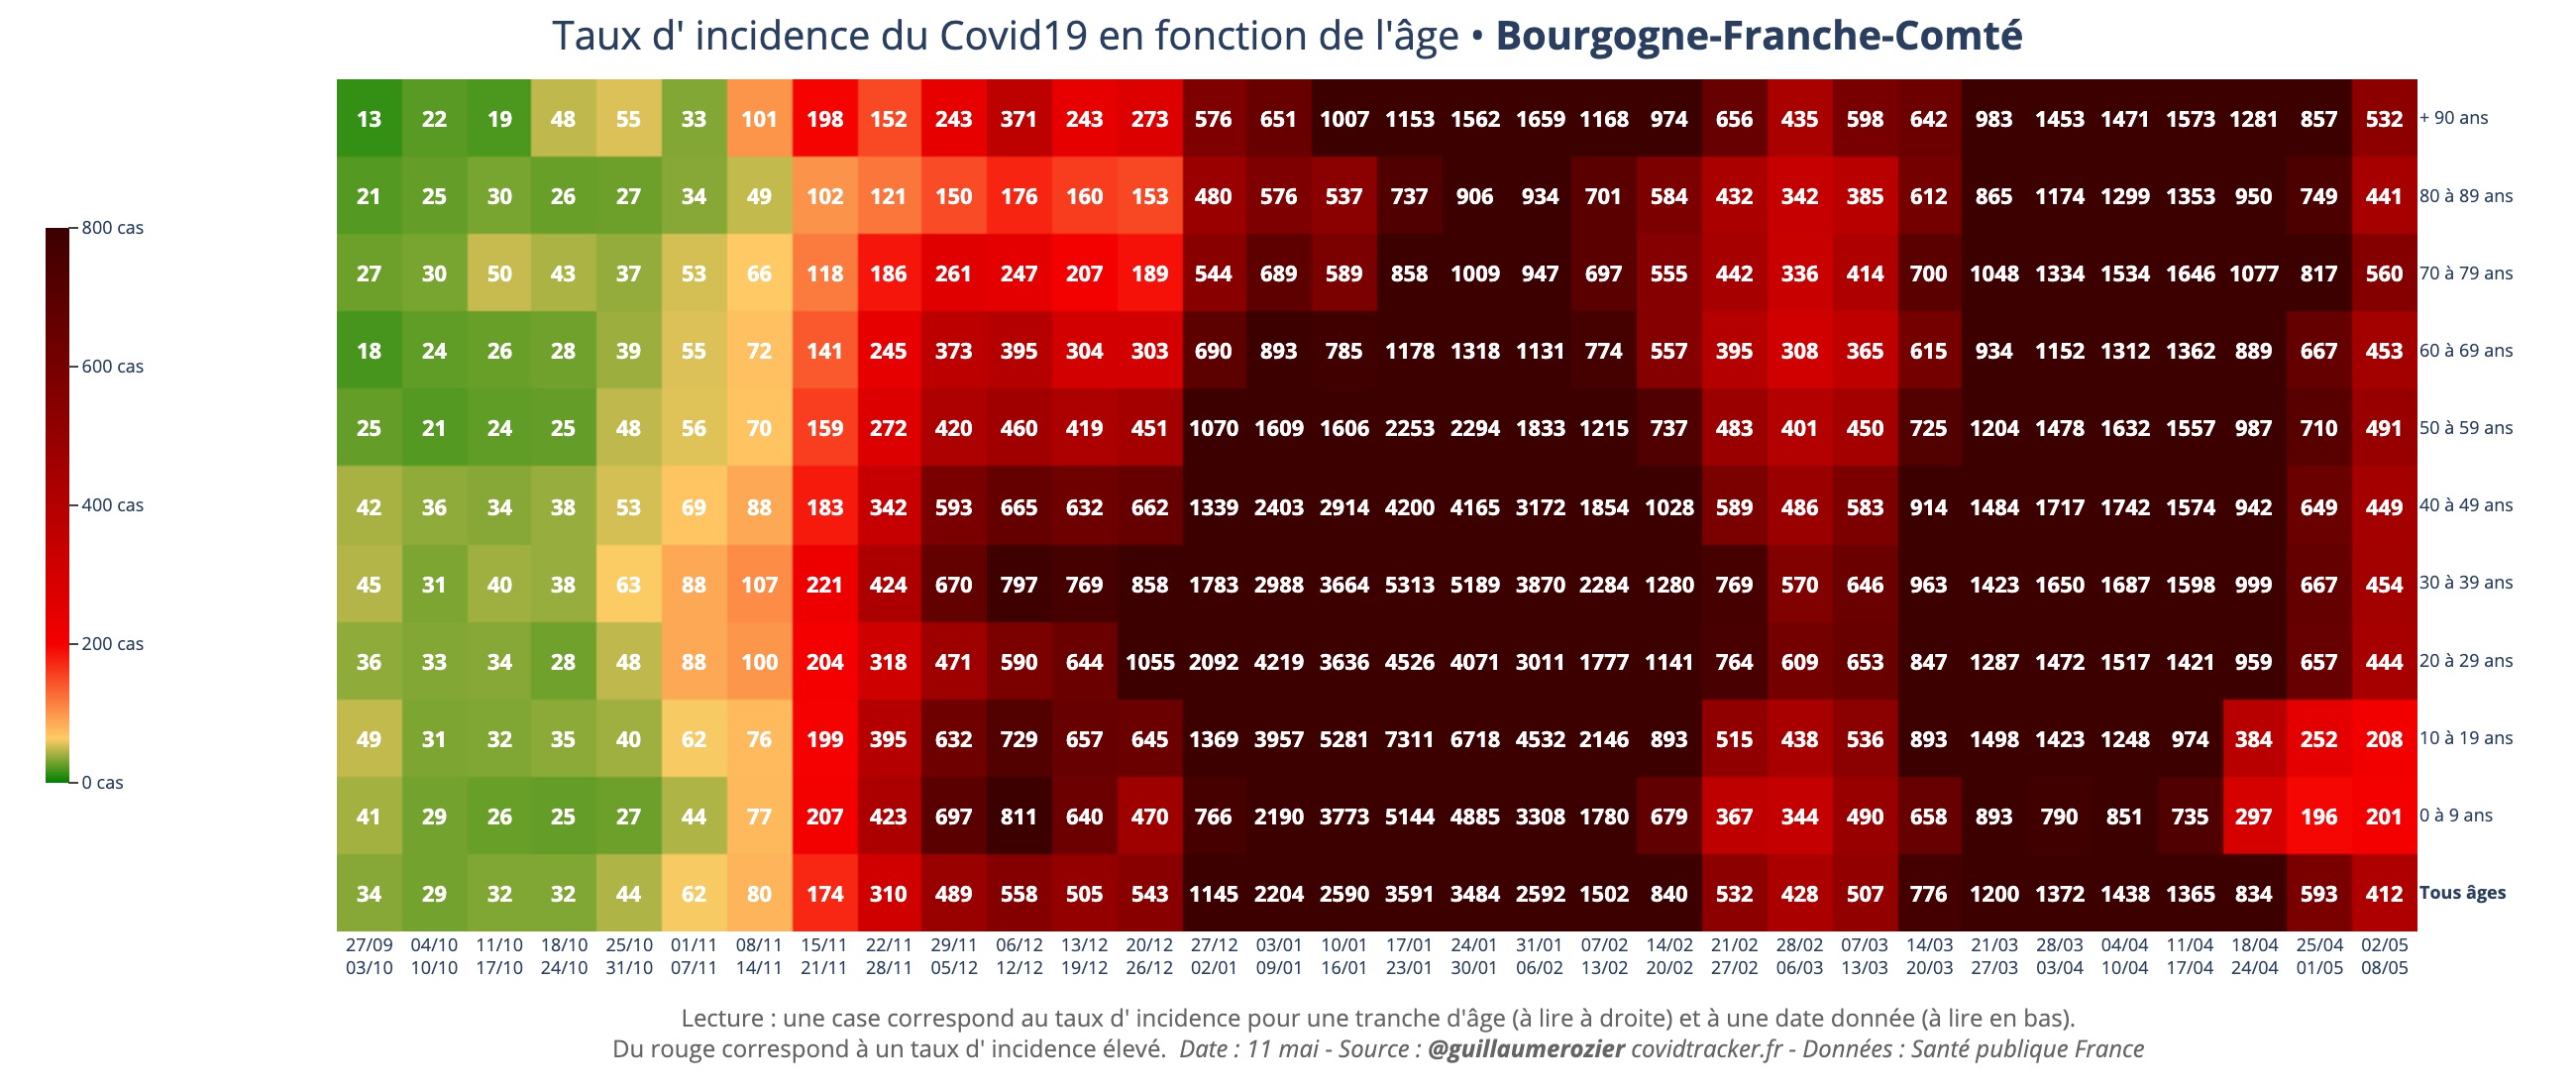 Taux d' incidence du Covid19 en fonction de l'âge • Bourgogne-Franche-Comté
800 cas
600 cas
400 cas
200 cas
0 cas
13 22 19 48 55 33 101 198 152 243 371 243 273 576 651 1007 1153 1562 1659 1168 974 656 435 598 642 983 1453 1471 1573 1281 857 532 + 90 ans
21 25 30 26 27 34 49 102 121 150 176 160 153 480 576 537 737 906 934 701 584 432 342 385 612 865 1174 1299 1353 950 749 441 80 à 89 ans
27 30 50 43 37 53 66 118 186 261 247 207 189 544 689 589 858 1009 947 697 555 442 336 414 700 1048 1334 1534 1646 1077 817 560 70 à 79 ans
18 24 26 28 39 55 72 141 245 373 395 304 303 690 893 785 1178 1318 1131 774 557 395 308 365 615 934 1152 1312 1362 889 667 453 60 à 69 ans
25 21 24 25 48 56 70 159 272 420 460 419 451 1070 1609 1606 2253 2294 1833 1215 737 483 401 450 725 1204 1478 1632 1557 987 710 491 50 à 59 ans
42 36 34 38 53 69 88 183 342 593 665 632 662 1339 2403 2914 4200 4165 3172 1854 1028 589 486 583 914 1484 1717 1742 1574 942 649 449 40 à 49 ans
45 31 40 38 63 88 107 221 424 670 797 769 858 1783 2988 3664 5313 5189 3870 2284 1280 769 570 646 963 1423 1650 1687 1598 999 667 454 30 à 39 ans
36 33 34 28 48 88 100 204 318 471 590 644 1055 2092 4219 3636 4526 4071 3011 1777 1141 764 609 653 847 1287 1472 1517 1421 959 657 444 20 à 29 ans
49 31 32 35 40 62 76 199 395 632 729 657 645 1369 3957 5281 7311 6718 4532 2146 893 515 438 536 893 1498 1423 1248 974 384 252 208 10 à 19 ans
41 29 26 25 27 44 77 207 423 697 811 640 470 766 2190 3773 5144 4885 3308 1780 679 367 344 490 658 893 790 851 735 297 196 201 0 à 9 ans
34 29 32 32 44 62 80 174 310 489 558 505 543 1145 2204 2590 3591 3484 2592 1502 840 532 428 507 776 1200 1372 1438 1365 834 593 412 Tous âges
27/09 04/10 11/10 18/10 25/10 01/11 08/11 15/11 22/11 29/11 06/12 13/12 20/12 27/12 03/01 10/01 17/01 24/01 31/01 07/02 14/02 21/02 28/02 07/03 14/03 21/03 28/03 04/04 11/04 18/04 25/04 02/05
03/10 10/10 17/10 24/10 31/10 07/11 14/11 21/11 28/11 05/12 12/12 19/12 26/12 02/01 09/01 16/01 23/01 30/01 06/02 13/02 20/02 27/02 06/03 13/03 20/03 27/03 03/04 10/04 17/04 24/04 01/05 08/05
Lecture : une case correspond au taux d' incidence pour une tranche d'âge (à lire à droite) et à une date donnée (à lire en bas).
Du rouge correspond à un taux d' incidence élevé. Date : 11 mai - Source : @guillaumerozier covidtracker.fr - Données : Santé publique France